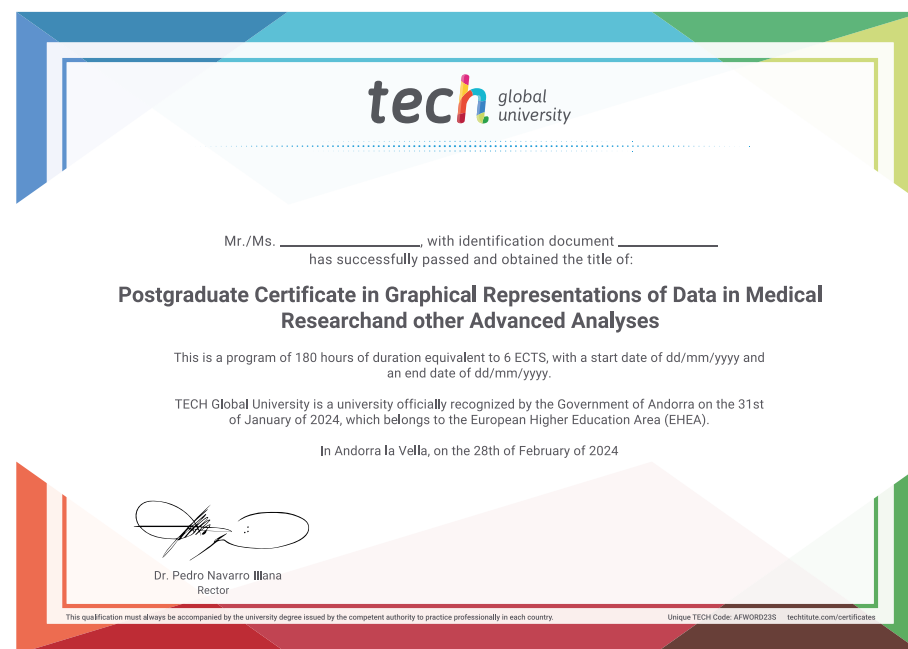 tech global
university
Mr./Ms. ________________, with identification document ____________
has successfully passed and obtained the title of:
Postgraduate Certificate in Graphical Representations of Data in Medical
Researchand other Advanced Analyses
This is a program of 180 hours of duration equivalent to 6 ECTS, with a start date of dd/mm/yyyy and
an end date of dd/mm/yyyy.
TECH Global University is a university officially recognized by the Government of Andorra on the 31st
of January of 2024, which belongs to the European Higher Education Area (EHEA).
In Andorra la Vella, on the 28th of February of 2024
Dr. Pedro Navarro Illana
Rector
This qualification must always be accompanied by the university degree issued by the competent authority to practice professionally in each country. Unique TECH Code: AFWORD23S techtitute.com/certificates